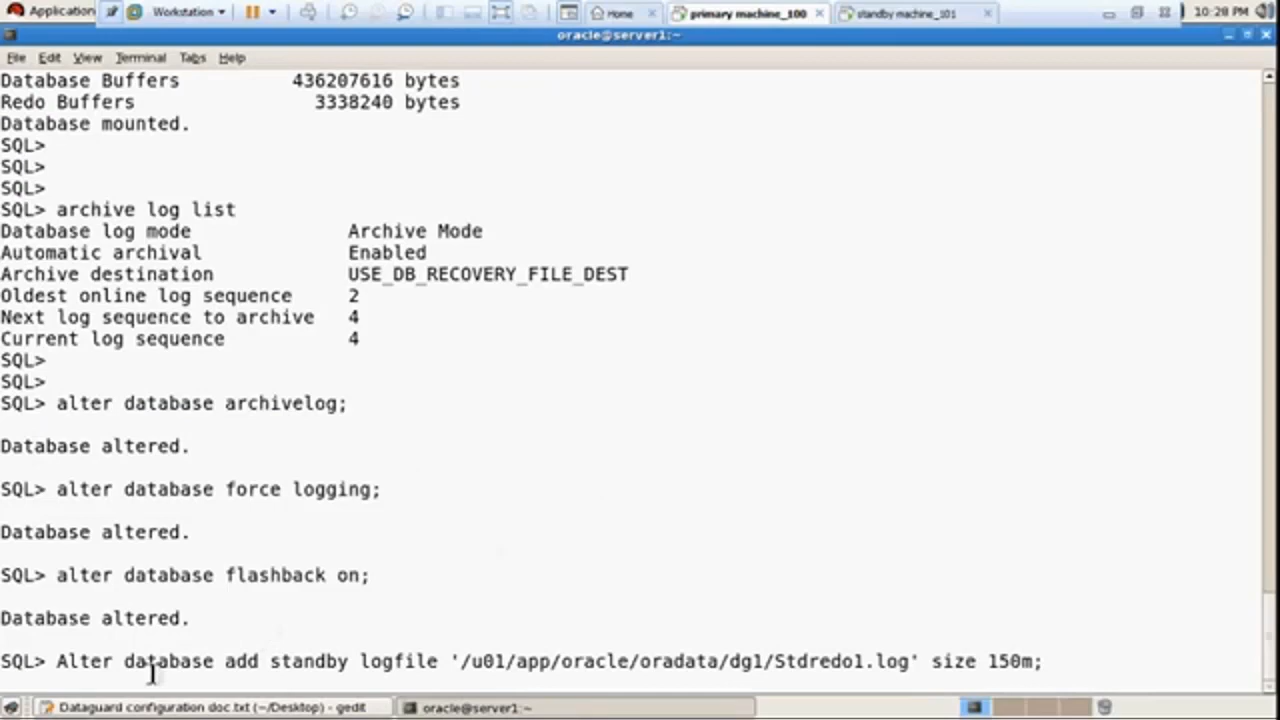 Application Workstation Home primary machine_100 standby machine_101 10:28 PM
oracle@server1:~
File Edit View Terminal Tabs Help
Database Buffers 436207616 bytes
Redo Buffers 3338240 bytes
Database mounted.
SQL>
SQL>
SQL>
SQL> archive log list
Database log mode Archive Mode
Automatic archival Enabled
Archive destination USE_DB_RECOVERY_FILE_DEST
Oldest online log sequence 2
Next log sequence to archive 4
Current log sequence 4
SQL>
SQL>
SQL> alter database archivelog;
Database altered.
SQL> alter database force logging;
Database altered.
SQL> alter database flashback on;
Database altered.
SQL> Alter database add standby logfile '/u01/app/oracle/oradata/dg1/Stdredo1.log' size 150m;
Dataguard configuration doc.txt (~/Desktop) - gedit oracle@server1:~